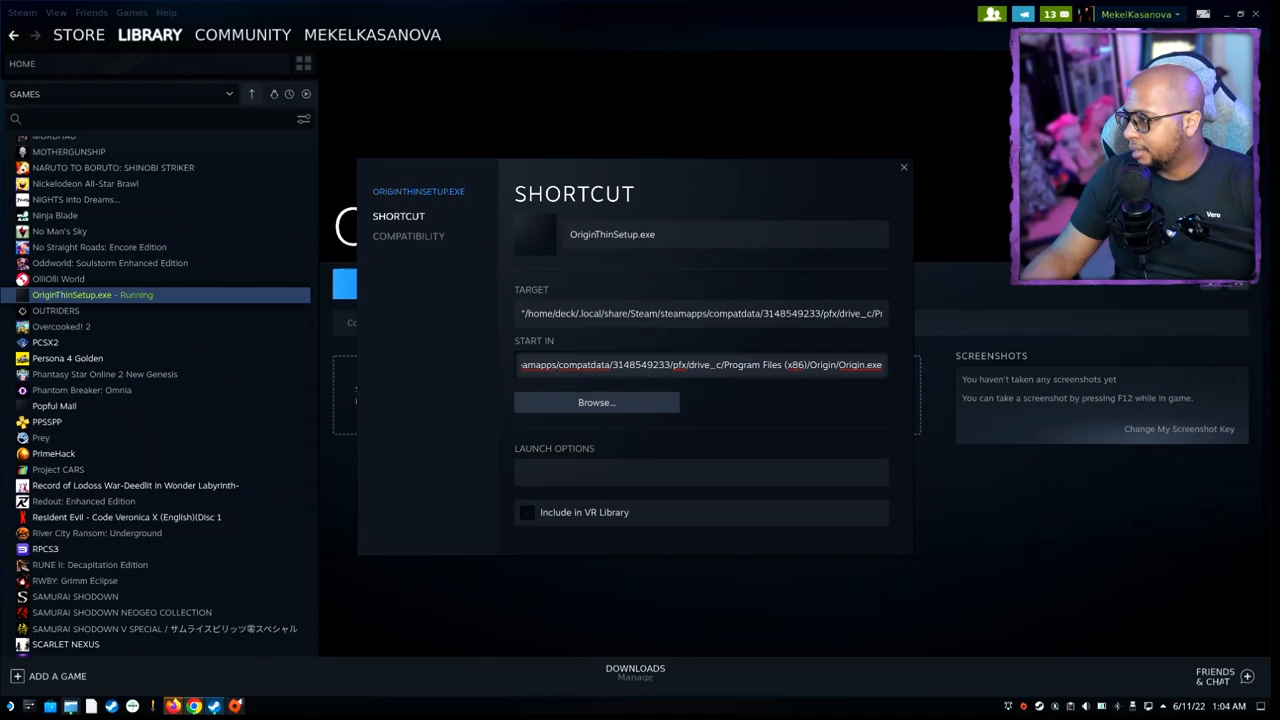 Steam View Friends Games Help
13
MekelKasanova
STORE LIBRARY COMMUNITY MEKELKASANOVA
HOME
GAMES
MORDHAU
MOTHERGUNSHIP
NARUTO TO BORUTO: SHINOBI STRIKER
Nickelodeon All-Star Brawl
NiGHTS Into Dreams...
Ninja Blade
No Man's Sky
No Straight Roads: Encore Edition
Oddworld: Soulstorm Enhanced Edition
OlliOlli World
OriginThinSetup.exe - Running
OUTRIDERS
Overcooked! 2
PCSX2
Persona 4 Golden
Phantasy Star Online 2 New Genesis
Phantom Breaker: Omnia
Popful Mail
PPSSPP
Prey
PrimeHack
Project CARS
Record of Lodoss War-Deedlit in Wonder Labyrinth-
Redout: Enhanced Edition
Resident Evil - Code Veronica X (English)(Disc 1
River City Ransom: Underground
RPCS3
RUNE II: Decapitation Edition
RWBY: Grimm Eclipse
SAMURAI SHODOWN
SAMURAI SHODOWN NEOGEO COLLECTION
SAMURAI SHODOWN V SPECIAL / サムライスピリッツ零スペシャル
SCARLET NEXUS
ADD A GAME
ORIGINTHINSETUP.EXE
SHORTCUT
COMPATIBILITY
SHORTCUT
OriginThinSetup.exe
TARGET
"/home/deck/.local/share/Steam/steamapps/compatdata/3148549233/pfx/drive_c/Pr
START IN
amapps/compatdata/3148549233/pfx/drive_c/Program Files (x86)/Origin/Origin.exe
Browse...
LAUNCH OPTIONS
Include in VR Library
SCREENSHOTS
You haven't taken any screenshots yet
You can take a screenshot by pressing F12 while in game.
Change My Screenshot Key
Vero
DOWNLOADS
Manage
FRIENDS
& CHAT
6/11/22 1:04 AM